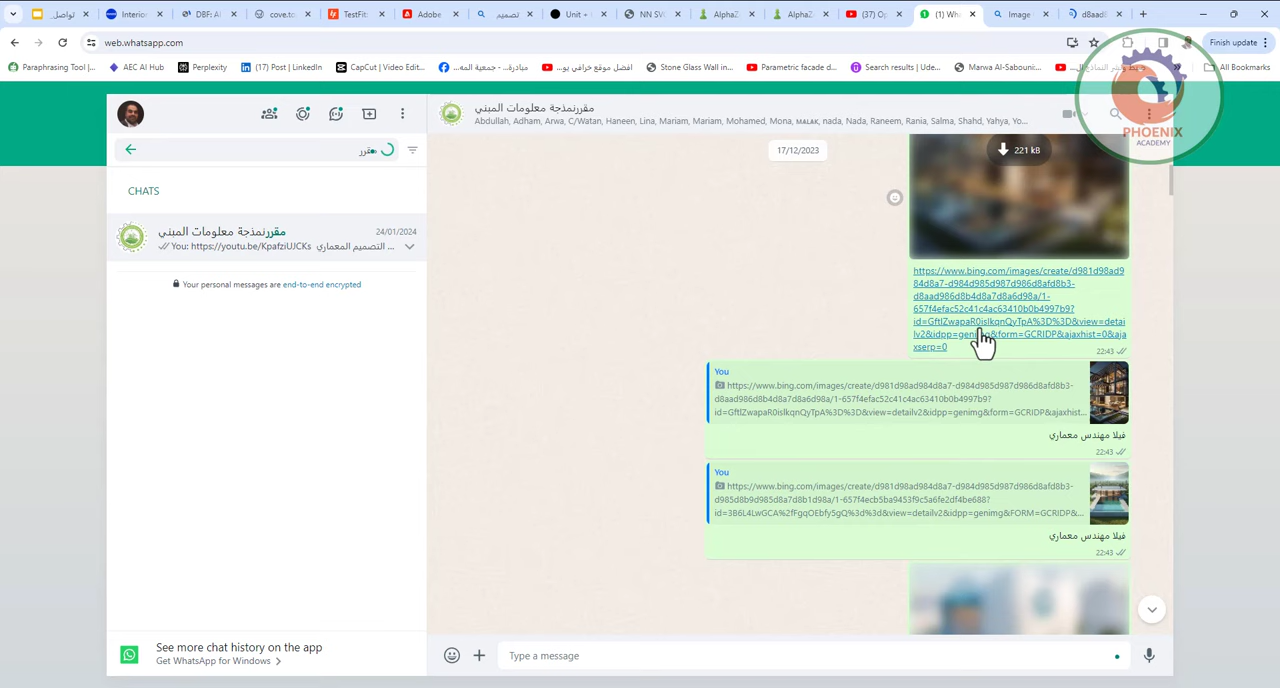 تواصل
Interior
DBFs: Ai
cove.to
TestFit
Adobe
تصميم
Unit +
NN SV
AlphaZ
AlphaZ
(37) Op
(1) Wh
Image
d8aad8
web.whatsapp.com
Finish update
Paraphrasing Tool |...
AEC AI Hub
Perplexity
(17) Post | LinkedIn
CapCut | Video Edit...
مبادرات – جمعية المه...
افضل موقع خرافي يو...
Stone Glass Wall in...
Parametric facade d...
Search results | Ude...
Marwa Al-Sabouni:...
All Bookmarks
PHOENIX
ACADEMY
مقرر
CHATS
مقررنمذجة معلومات المبني
24/01/2024
You: https://youtu.be/KpafziUJCKs التصميم المعماري ...
Your personal messages are end-to-end encrypted
See more chat history on the app
Get WhatsApp for Windows
مقررنمذجة معلومات المبني
Abdullah, Adham, Arwa, C/Watan, Haneen, Lina, Mariam, Mariam, Mohamed, Mona, ᴍᴀʟᴀᴋ, nada, Nada, Raneem, Rania, Salma, Shahd, Yahya, Yo...
17/12/2023
221 kB
https://www.bing.com/images/create/d981d98ad9
84d8a7-d984d985d987d986d8afd8b3-
d8aad986d8b4d8a7d8a6d98a/1-
657f4efac52c41c4ac63410b0b4997b9?
id=GftlZwapaR0islkqnQyTpA%3D%3D&view=detai
lv2&idpp=genimg&form=GCRIDP&ajaxhist=0&aja
xserp=0
22:43
You
https://www.bing.com/images/create/d981d98ad984d8a7-d984d985d987d986d8afd8b3-
d8aad986d8b4d8a7d8a6d98a/1-657f4efac52c41c4ac63410b0b4997b9?
id=GftlZwapaR0islkqnQyTpA%3D%3D&view=detailv2&idpp=genimg&form=GCRIDP&ajaxhist...
فيلا مهندس معماري
22:43
You
https://www.bing.com/images/create/d981d98ad984d8a7-d984d985d987d986d8afd8b3-
d985d8b9d985d8a7d8b1d98a/1-657f4ecb5ba9453f9c5a6fe2df4be688?
id=3B6L4LwGCA%2fFgqOEbfy5gQ%3d%3d&view=detailv2&idpp=genimg&FORM=GCRIDP&...
فيلا مهندس معماري
22:43
Type a message